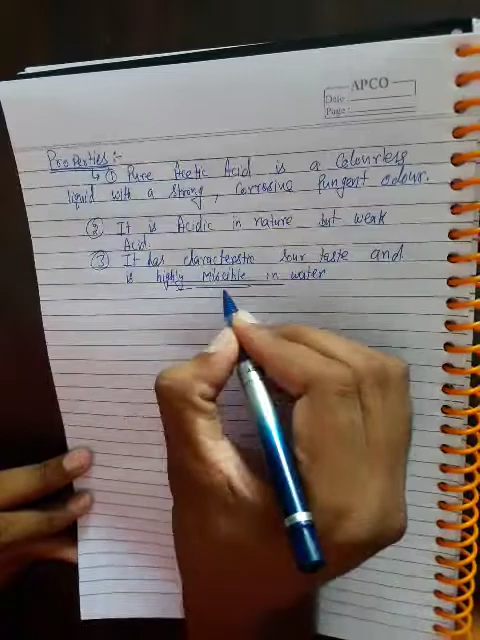 APCO
Date:
Page:
Properties:-
↳ ① Pure Acetic Acid is a Colourless
liquid with a strong, Corrosive Pungent odour.
② It is Acidic in nature but weak
Acid.
③ It has characterstic sour taste and
is highly miscible in water